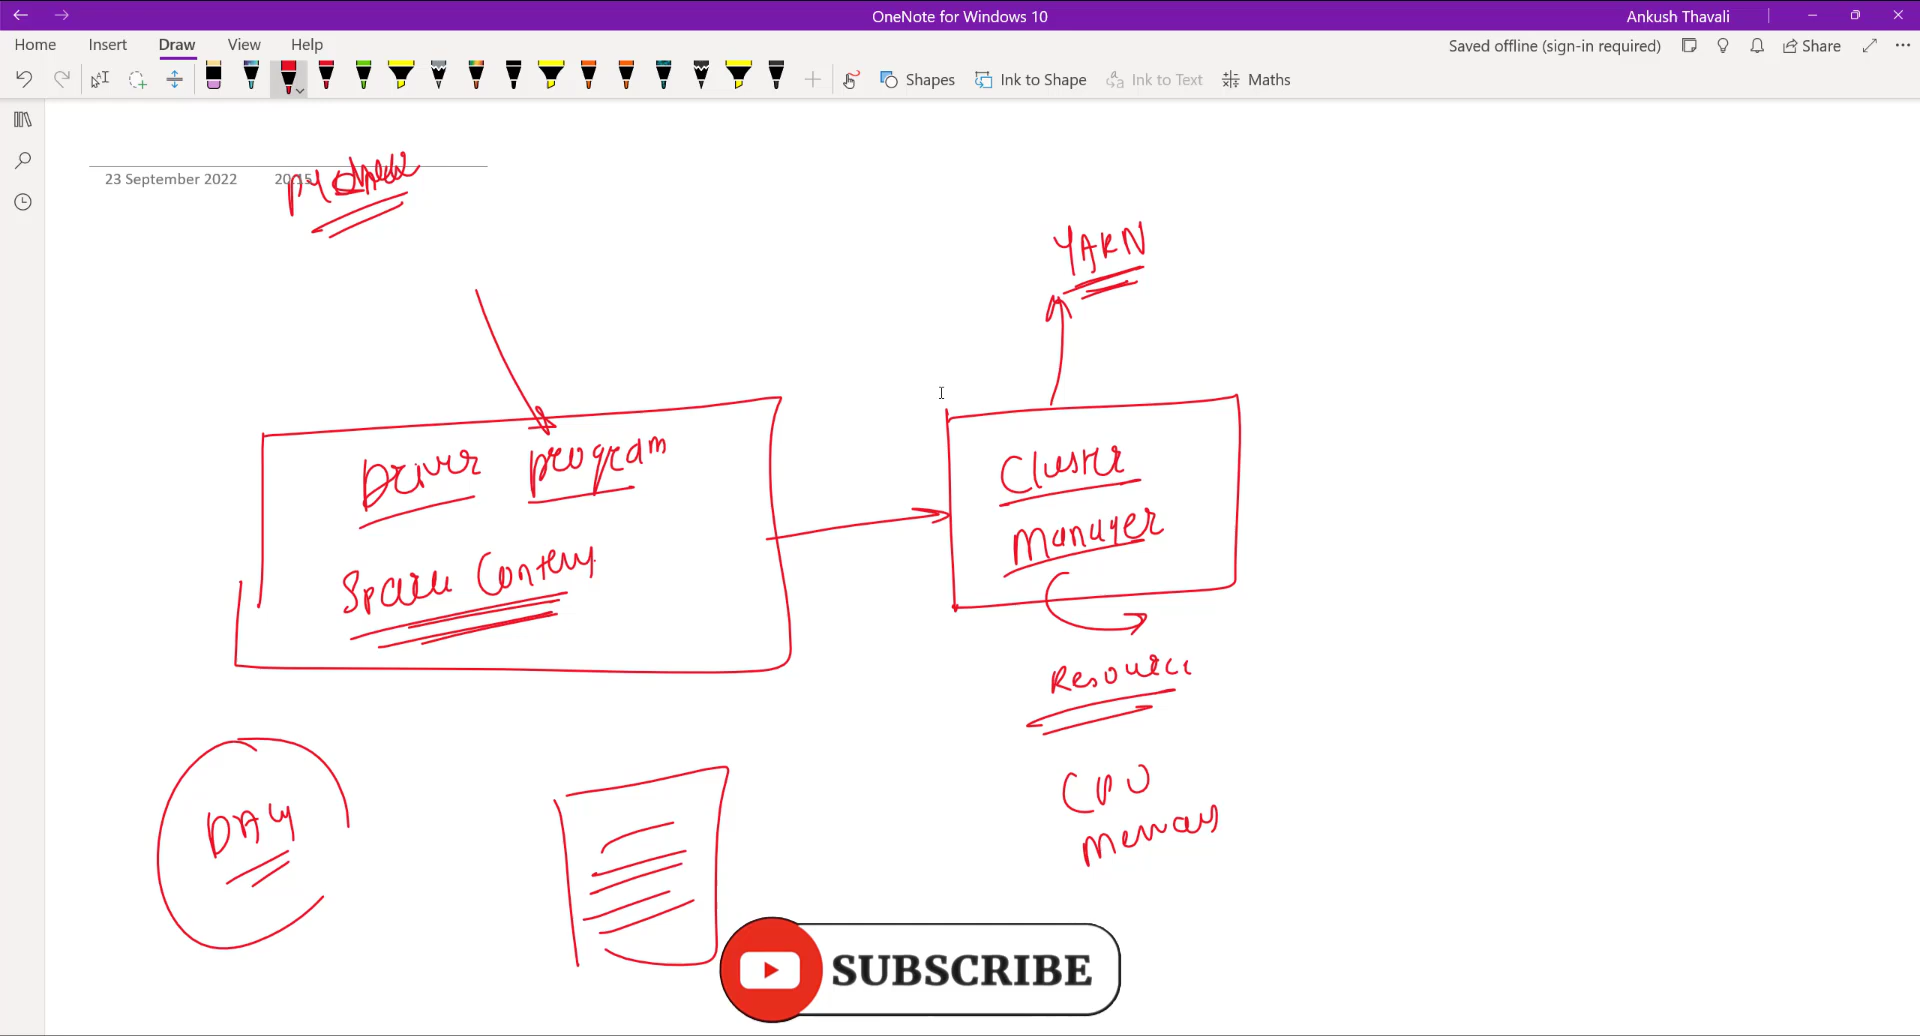 OneNote for Windows 10
Ankush Thavali
Home Insert Draw View Help
Saved offline (sign-in required)
Share
Shapes
Ink to Shape
Ink to Text
Maths
23 September 2022 20:15
YARN
Driver program
Spark Context
Cluster
Manager
Resource
CPU
Memory
DAG
SUBSCRIBE